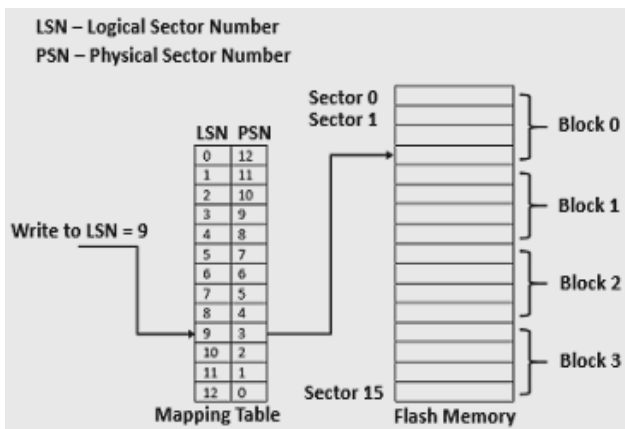 LSN – Logical Sector Number
PSN – Physical Sector Number
Sector 0
Sector 1
Block 0
LSN PSN
0 12
1 11
2 10
3 9
4 8
5 7
6 6
7 5
8 4
9 3
10 2
11 1
12 0
Write to LSN = 9
Block 1
Block 2
Block 3
Sector 15
Mapping Table
Flash Memory